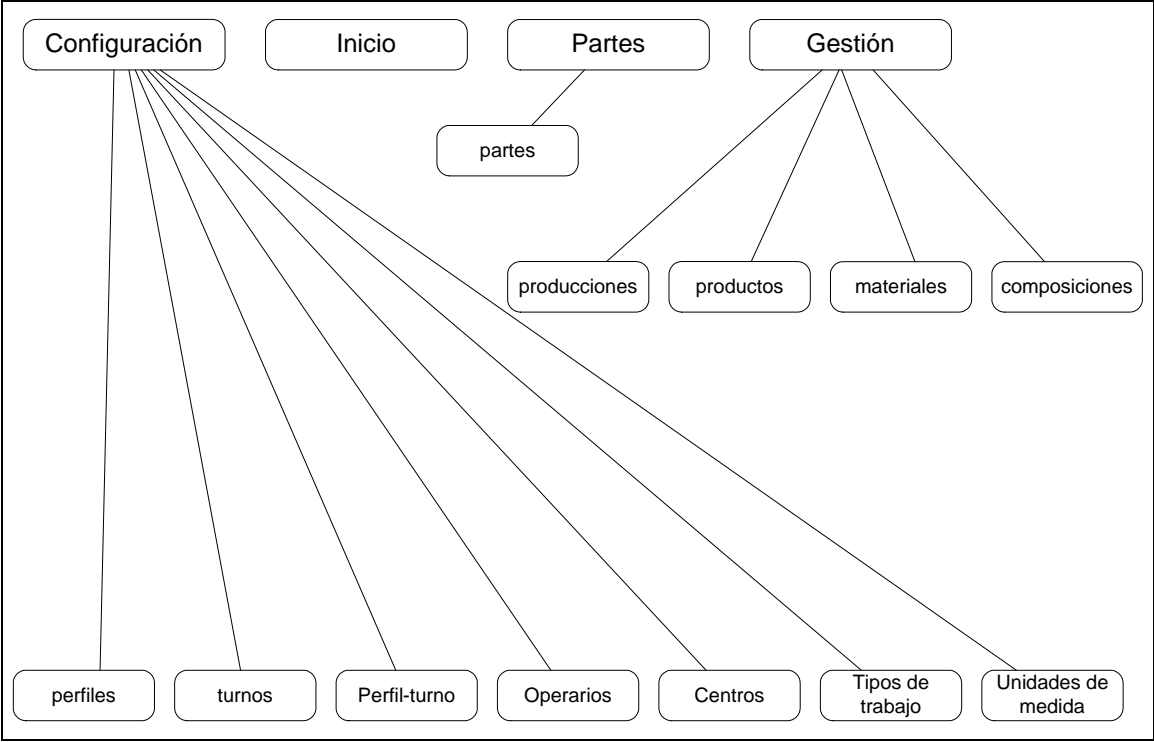 Configuración
Inicio
Partes
Gestión
partes
producciones
productos
materiales
composiciones
perfiles
turnos
Perfil-turno
Operarios
Centros
Tipos de
trabajo
Unidades de
medida